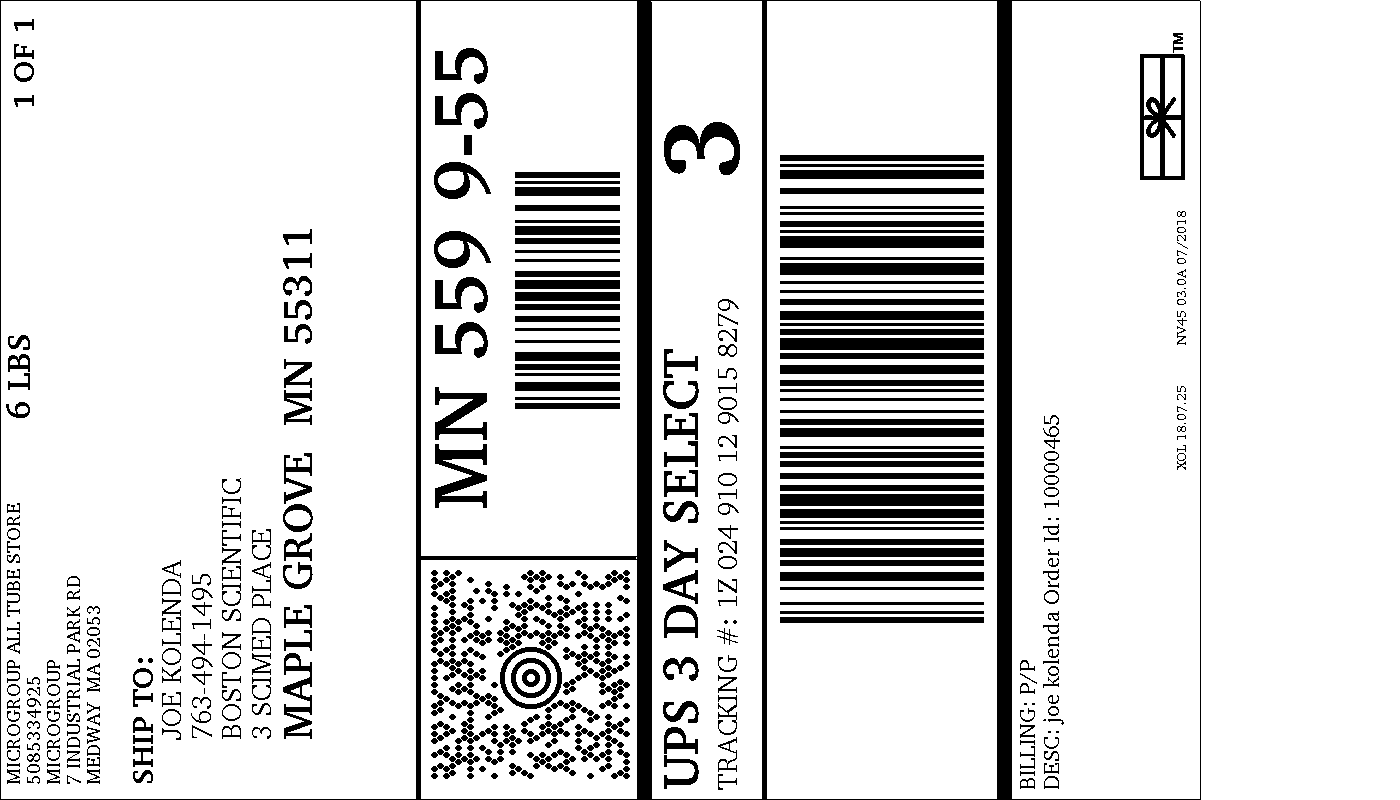 MICROGROUP ALL TUBE STORE 6 LBS 1 OF 1
5085334925
MICROGROUP
7 INDUSTRIAL PARK RD
MEDWAY MA 02053
SHIP TO:
JOE KOLENDA
763-494-1495
BOSTON SCIENTIFIC
3 SCIMED PLACE
MAPLE GROVE MN 55311
MN 559 9-55
UPS 3 DAY SELECT 3
TRACKING #: 1Z 024 910 12 9015 8279
BILLING: P/P
DESC: joe kolenda Order Id: 10000465
XOL 18.07.25 NV45 03.0A 07/2018
TM